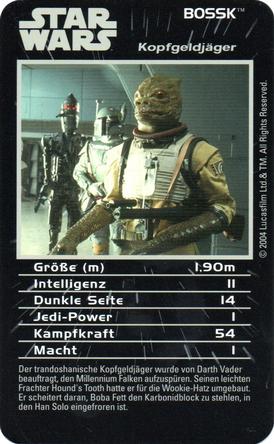 STAR
WARS
BOSSK™
Kopfgeldjäger
© 2004 Lucasfilm Ltd & TM. All Rights Reserved.
Größe (m) 1.90m
Intelligenz 11
Dunkle Seite 14
Jedi-Power 1
Kampfkraft 54
Macht 1
Der trandoshanische Kopfgeldjäger wurde von Darth Vader
beauftragt, den Millennium Falken aufzuspüren. Seinen leichten
Frachter Hound's Tooth hatte er für die Wookie-Hatz umgebaut.
Er scheitert daran, Boba Fett den Karbonidblock zu stehlen, in
den Han Solo eingefroren ist.